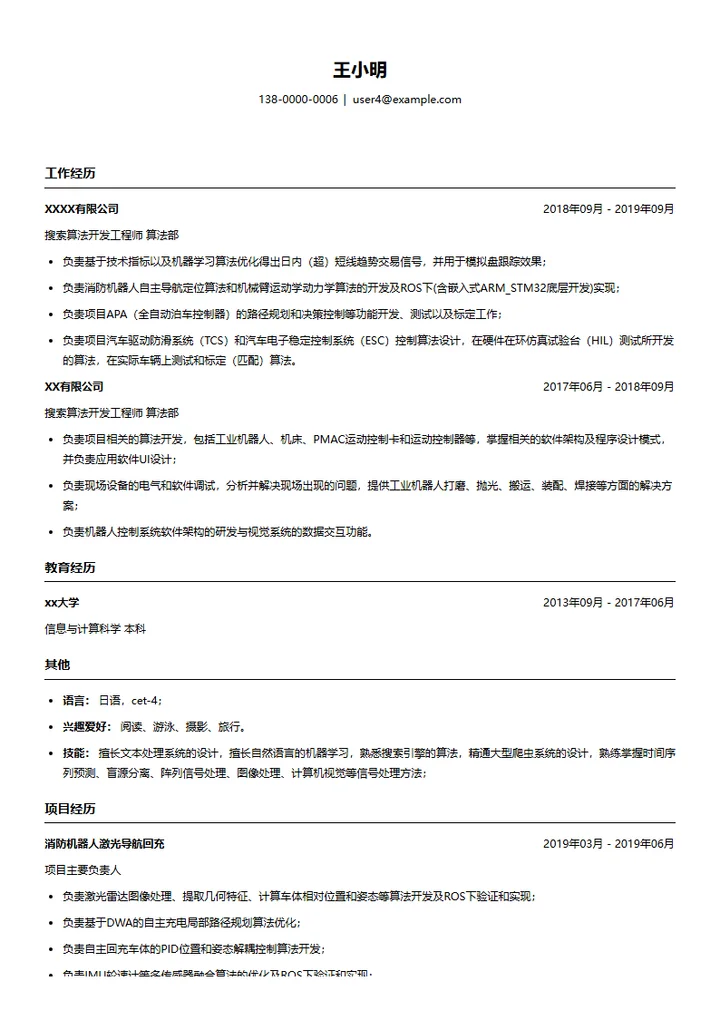 王小明
138-0000-0006 | user4@example.com
工作经历
XXXX有限公司 2018年09月 - 2019年09月
搜索算法开发工程师 算法部
• 负责基于技术指标以及机器学习算法优化得出日内（超）短线趋势交易信号，并用于模拟盘跟踪效果；
• 负责消防机器人自主导航定位算法和机械臂运动学动力学算法的开发及ROS下(含嵌入式ARM_STM32底层开发)实现；
• 负责项目APA（全自动泊车控制器）的路径规划和决策控制等功能开发、测试以及标定工作；
• 负责项目汽车驱动防滑系统（TCS）和汽车电子稳定控制系统（ESC）控制算法设计，在硬件在环仿真试验台（HIL）测试所开发
的算法，在实际车辆上测试和标定（匹配）算法。
XX有限公司 2017年06月 - 2018年09月
搜索算法开发工程师 算法部
• 负责项目相关的算法开发，包括工业机器人、机床、PMAC运动控制卡和运动控制器等，掌握相关的软件架构及程序设计模式，
并负责应用软件UI设计；
• 负责现场设备的电气和软件调试，分析并解决现场出现的问题，提供工业机器人打磨、抛光、搬运、装配、焊接等方面的解决方
案；
• 负责机器人控制系统软件架构的研发与视觉系统的数据交互功能。
教育经历
xx大学 2013年09月 - 2017年06月
信息与计算科学 本科
其他
• 语言： 日语，cet-4；
• 兴趣爱好： 阅读、游泳、摄影、旅行。
• 技能： 擅长文本处理系统的设计，擅长自然语言的机器学习，熟悉搜索引擎的算法，精通大型爬虫系统的设计，熟练掌握时间序
列预测、盲源分离、阵列信号处理、图像处理、计算机视觉等信号处理方法；
项目经历
消防机器人激光导航回充 2019年03月 - 2019年06月
项目主要负责人
• 负责激光雷达图像处理、提取几何特征、计算车体相对位置和姿态等算法开发及ROS下验证和实现；
• 负责基于DWA的自主充电局部路径规划算法优化；
• 负责自主回充车体的PID位置和姿态解耦控制算法开发；
• 负责IMU轮速计等多传感器融合算法的优化及ROS下验证和实现；